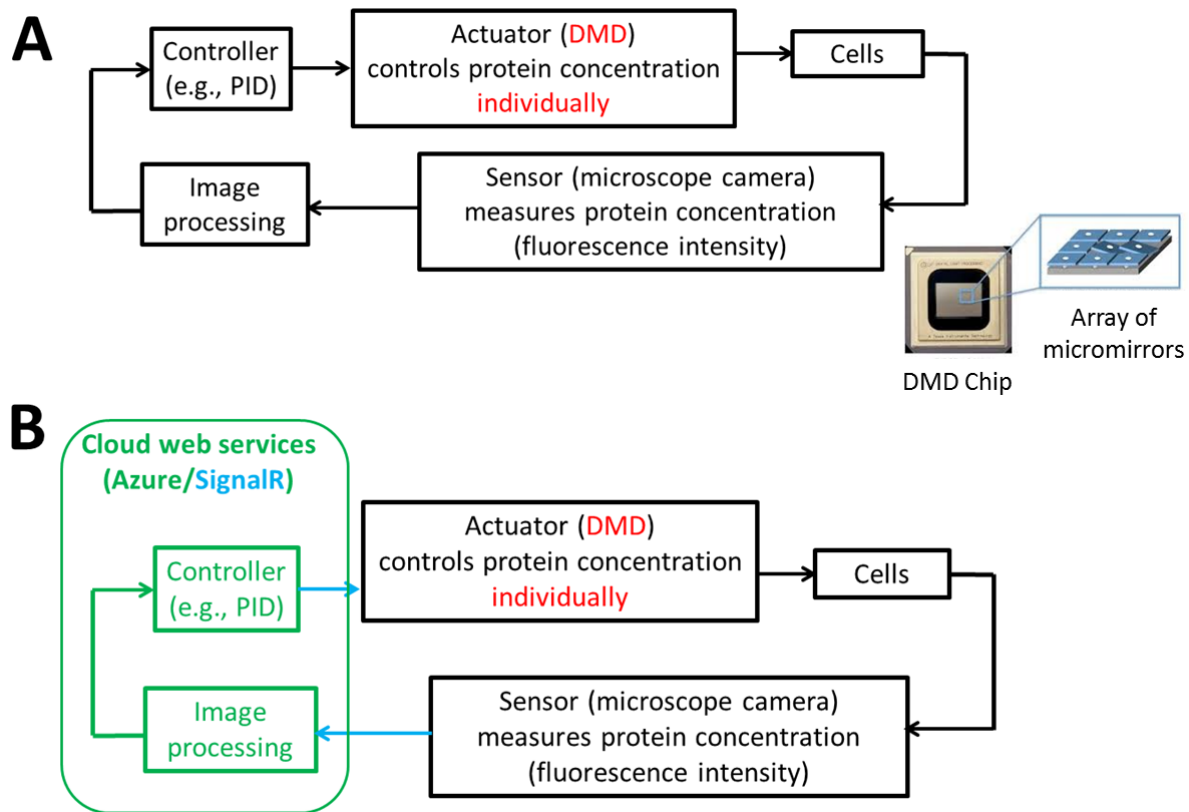 A
Controller
(e.g., PID)
Actuator (DMD)
controls protein concentration
individually
Cells
Image
processing
Sensor (microscope camera)
measures protein concentration
(fluorescence intensity)
DMD Chip
Array of
micromirrors
B
Cloud web services
(Azure/SignalR)
Controller
(e.g., PID)
Actuator (DMD)
controls protein concentration
individually
Cells
Image
processing
Sensor (microscope camera)
measures protein concentration
(fluorescence intensity)